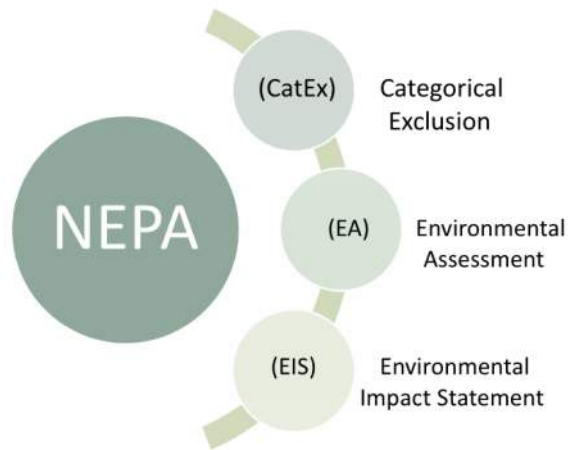 NEPA
(CatEx)
Categorical
Exclusion
(EA)
Environmental
Assessment
(EIS)
Environmental
Impact Statement